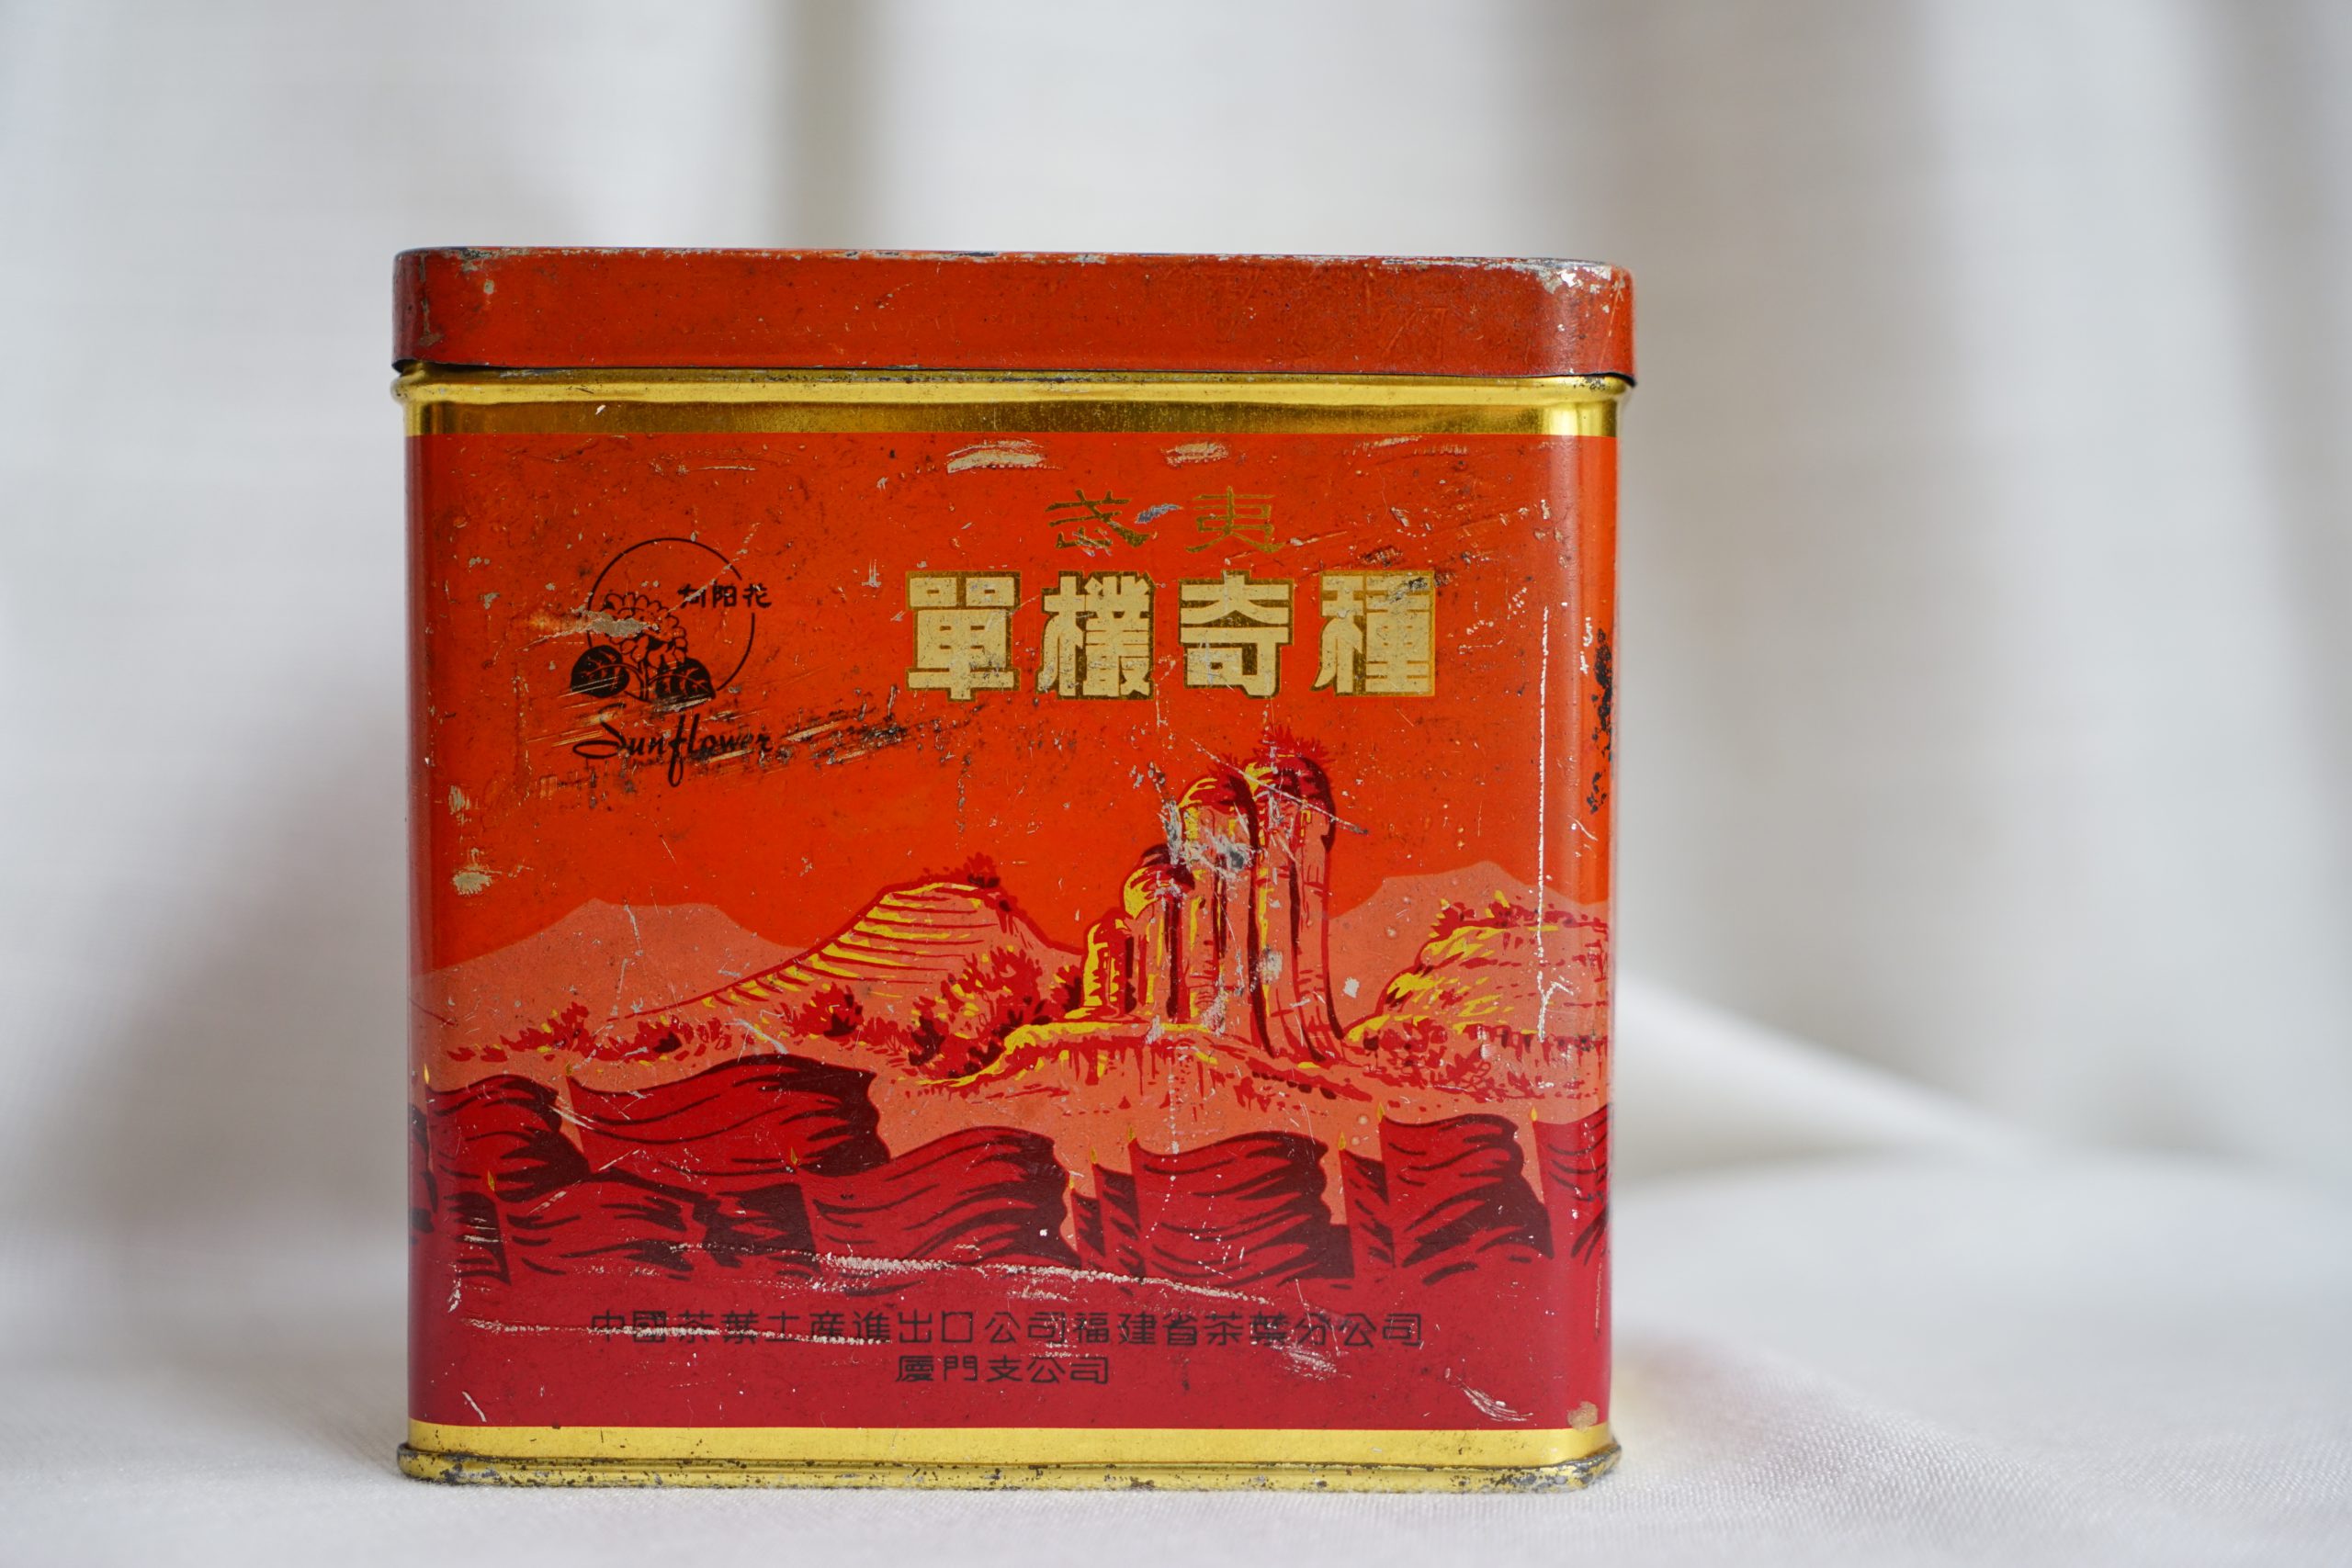 武夷
單欉奇種
向阳花
Sunflower
中國茶葉土產進出口公司福建省茶葉分公司
廈門支公司